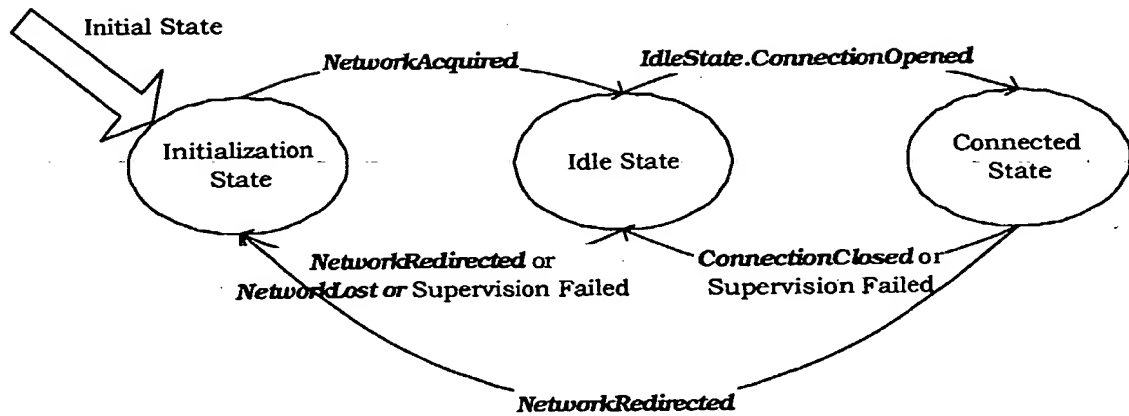 Initial State
NetworkAcquired
IdleState.ConnectionOpened
Initialization
State
Idle State
Connected
State
NetworkRedirected or
NetworkLost or Supervision Failed
ConnectionClosed or
Supervision Failed
NetworkRedirected